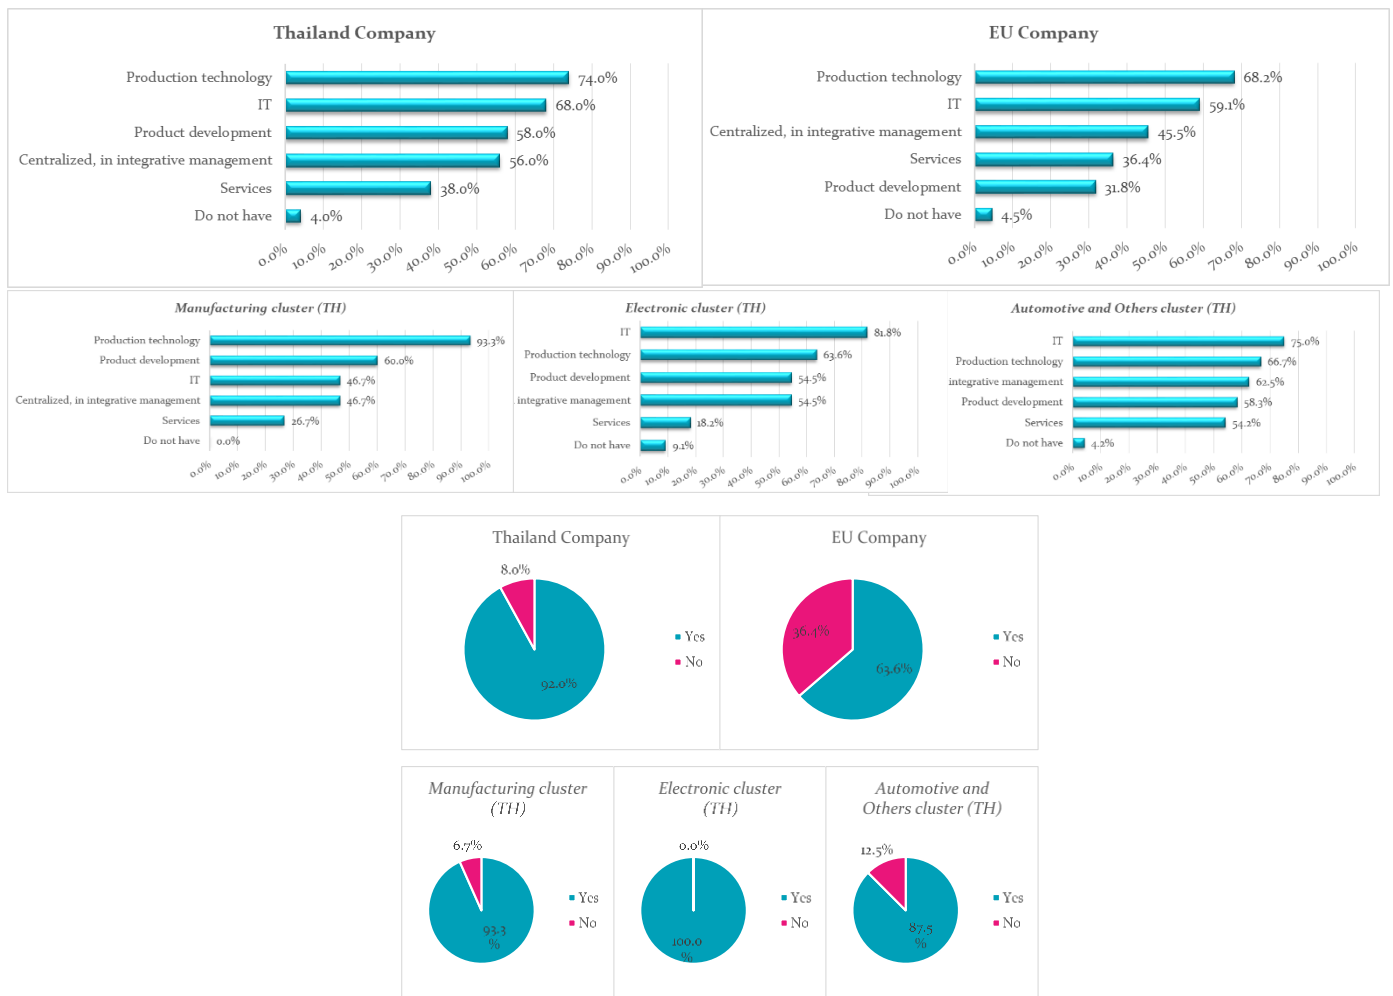 Thailand Company
Production technology 74.0%
IT 68.0%
Product development 58.0%
Centralized, in integrative management 56.0%
Services 38.0%
Do not have 4.0%
0.0% 10.0% 20.0% 30.0% 40.0% 50.0% 60.0% 70.0% 80.0% 90.0% 100.0%
EU Company
Production technology 68.2%
IT 59.1%
Centralized, in integrative management 45.5%
Services 36.4%
Product development 31.8%
Do not have 4.5%
0.0% 10.0% 20.0% 30.0% 40.0% 50.0% 60.0% 70.0% 80.0% 90.0% 100.0%
Manufacturing cluster (TH)
Production technology 93.3%
Product development 60.0%
IT 46.7%
Centralized, in integrative management 46.7%
Services 26.7%
Do not have 0.0%
0.0% 10.0% 20.0% 30.0% 40.0% 50.0% 60.0% 70.0% 80.0% 90.0% 100.0%
Electronic cluster (TH)
IT 81.8%
Production technology 63.6%
Product development 54.5%
integrative management 54.5%
Services 18.2%
Do not have 9.1%
0.0% 10.0% 20.0% 30.0% 40.0% 50.0% 60.0% 70.0% 80.0% 90.0% 100.0%
Automotive and Others cluster (TH)
IT 75.0%
Production technology 66.7%
integrative management 62.5%
Product development 58.3%
Services 54.2%
Do not have 4.2%
0.0% 10.0% 20.0% 30.0% 40.0% 50.0% 60.0% 70.0% 80.0% 90.0% 100.0%
Thailand Company
8.0%
92.0%
Yes
No
EU Company
36.4%
63.6%
Yes
No
Manufacturing cluster
(TH)
6.7%
93.3
%
Yes
No
Electronic cluster
(TH)
0.0%
100.0
%
Yes
No
Automotive and
Others cluster (TH)
12.5%
87.5
%
Yes
No